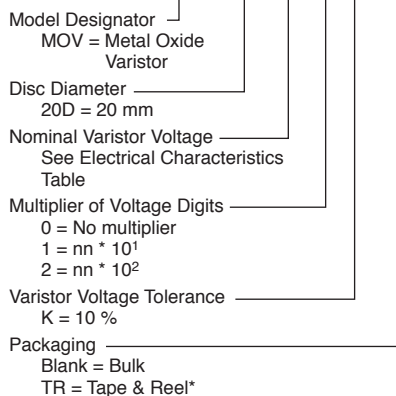 Model Designator
MOV = Metal Oxide
Varistor
Disc Diameter
20D = 20 mm
Nominal Varistor Voltage
See Electrical Characteristics
Table
Multiplier of Voltage Digits
0 = No multiplier
1 = nn * 10¹
2 = nn * 10²
Varistor Voltage Tolerance
K = 10 %
Packaging
Blank = Bulk
TR = Tape & Reel*